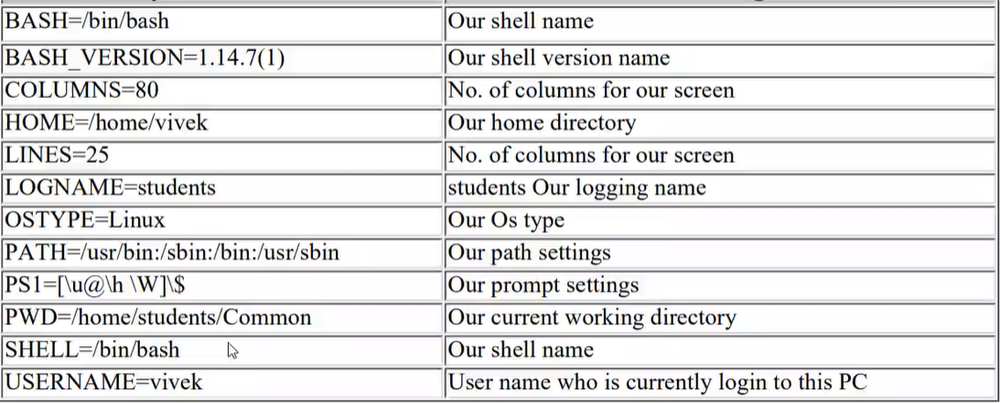 BASH=/bin/bash Our shell name
BASH_VERSION=1.14.7(1) Our shell version name
COLUMNS=80 No. of columns for our screen
HOME=/home/vivek Our home directory
LINES=25 No. of columns for our screen
LOGNAME=students students Our logging name
OSTYPE=Linux Our Os type
PATH=/usr/bin:/sbin:/bin:/usr/sbin Our path settings
PS1=[\u@\h \W]\$ Our prompt settings
PWD=/home/students/Common Our current working directory
SHELL=/bin/bash Our shell name
USERNAME=vivek User name who is currently login to this PC